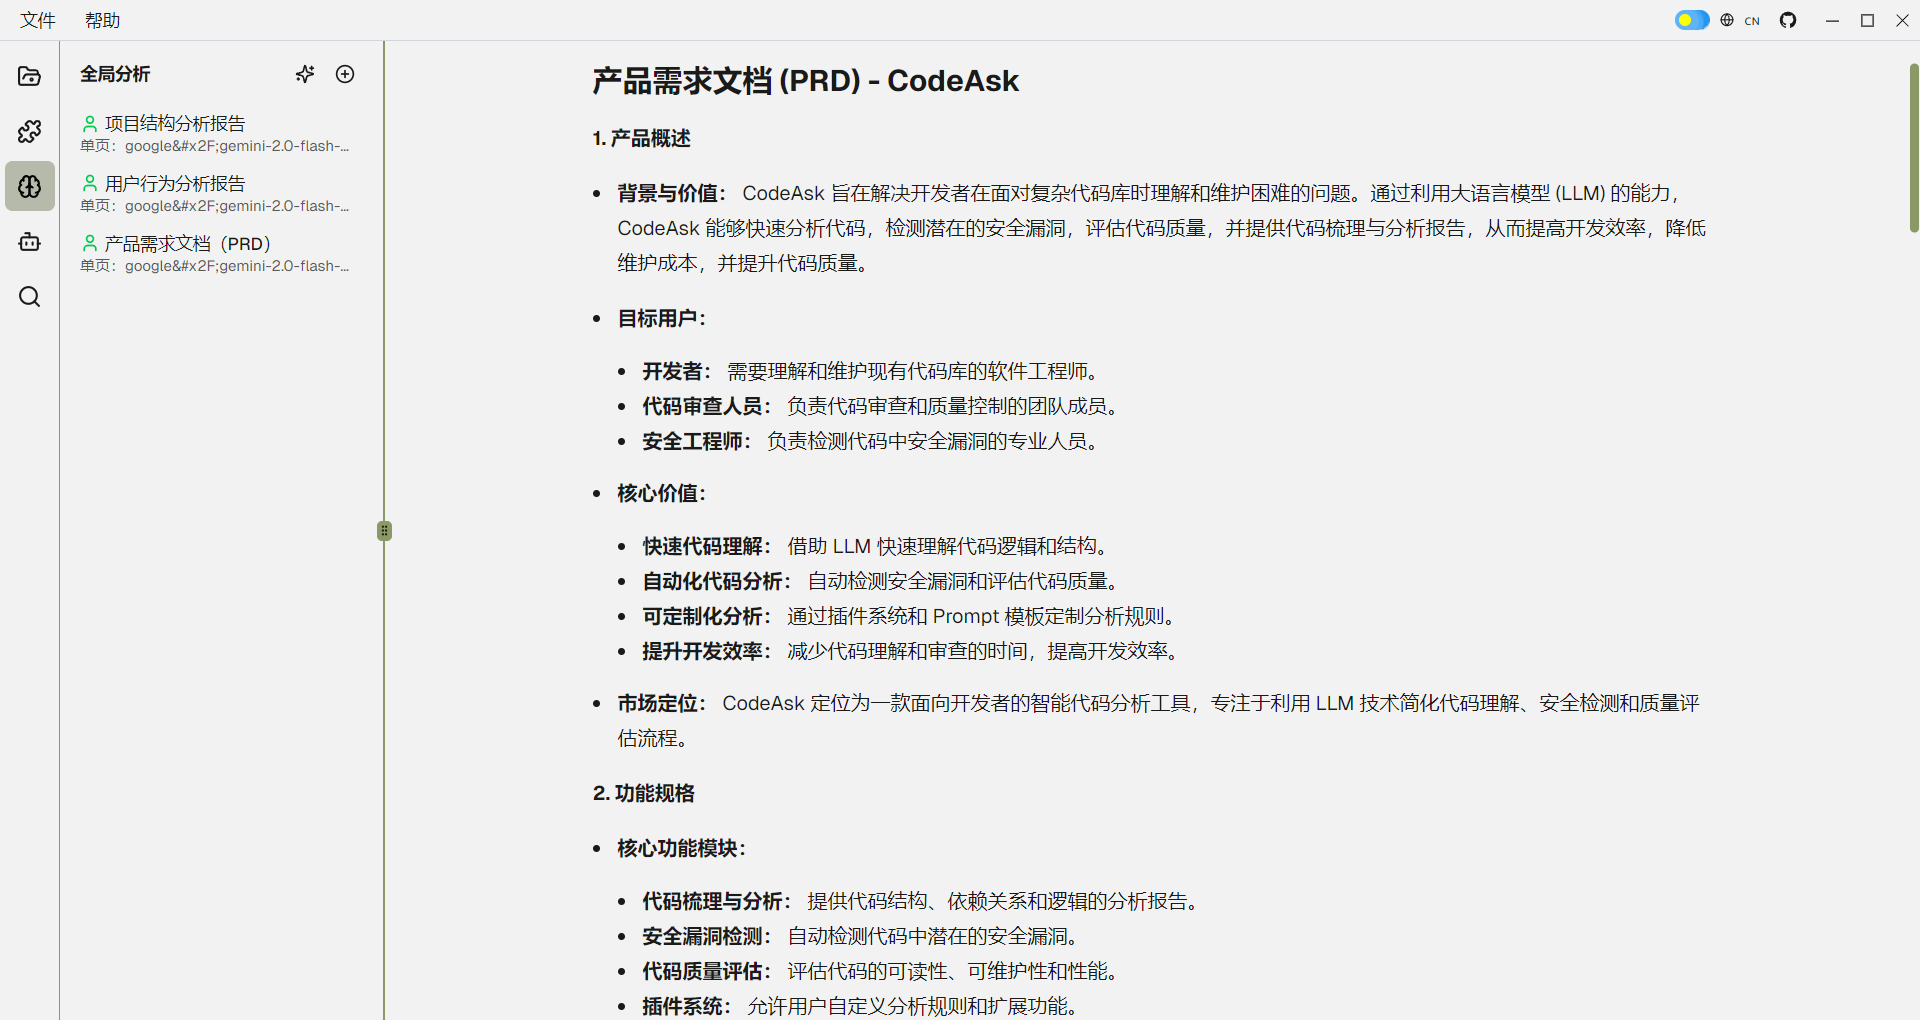 文件 帮助 CN
全局分析
项目结构分析报告
单页：google&#x2F;gemini-2.0-flash-...
用户行为分析报告
单页：google&#x2F;gemini-2.0-flash-...
产品需求文档（PRD）
单页：google&#x2F;gemini-2.0-flash-...
产品需求文档 (PRD) - CodeAsk
1. 产品概述
背景与价值： CodeAsk 旨在解决开发者在面对复杂代码库时理解和维护困难的问题。通过利用大语言模型 (LLM) 的能力，
CodeAsk 能够快速分析代码，检测潜在的安全漏洞，评估代码质量，并提供代码梳理与分析报告，从而提高开发效率，降低
维护成本，并提升代码质量。
目标用户：
开发者： 需要理解和维护现有代码库的软件工程师。
代码审查人员： 负责代码审查和质量控制的团队成员。
安全工程师： 负责检测代码中安全漏洞的专业人员。
核心价值：
快速代码理解： 借助 LLM 快速理解代码逻辑和结构。
自动化代码分析： 自动检测安全漏洞和评估代码质量。
可定制化分析： 通过插件系统和 Prompt 模板定制分析规则。
提升开发效率： 减少代码理解和审查的时间，提高开发效率。
市场定位： CodeAsk 定位为一款面向开发者的智能代码分析工具，专注于利用 LLM 技术简化代码理解、安全检测和质量评
估流程。
2. 功能规格
核心功能模块：
代码梳理与分析： 提供代码结构、依赖关系和逻辑的分析报告。
安全漏洞检测： 自动检测代码中潜在的安全漏洞。
代码质量评估： 评估代码的可读性、可维护性和性能。
插件系统： 允许用户自定义分析规则和扩展功能。